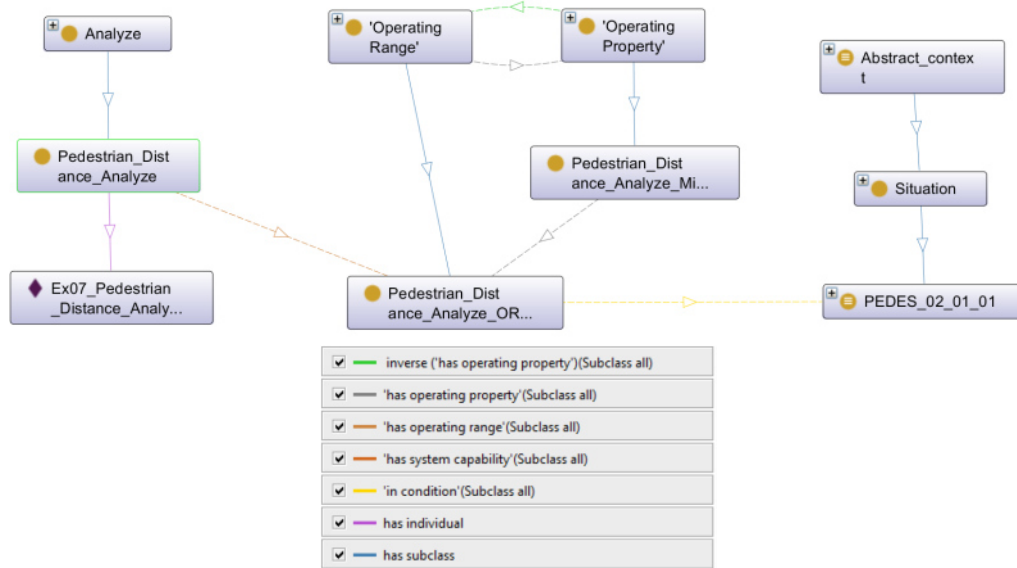 Analyze
'Operating
Range'
'Operating
Property'
Abstract_contex
t
Pedestrian_Dist
ance_Analyze
Pedestrian_Dist
ance_Analyze_Mi...
Situation
Ex07_Pedestrian
_Distance_Analy...
Pedestrian_Dist
ance_Analyze_OR...
PEDES_02_01_01
inverse ('has operating property')(Subclass all)
'has operating property'(Subclass all)
'has operating range'(Subclass all)
'has system capability'(Subclass all)
'in condition'(Subclass all)
has individual
has subclass